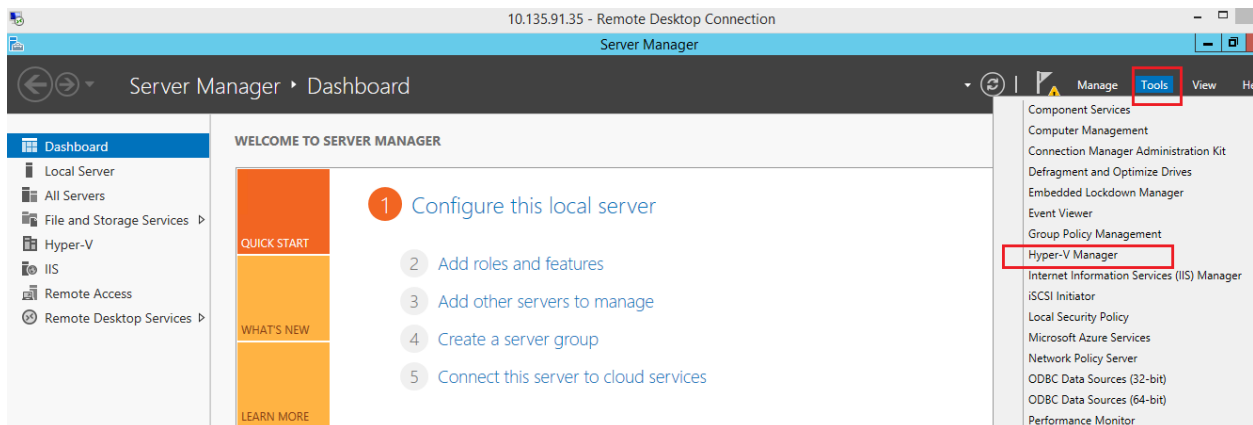 10.135.91.35 - Remote Desktop Connection
Server Manager
Server Manager • Dashboard
Manage Tools View He
Dashboard
Local Server
All Servers
File and Storage Services
Hyper-V
IIS
Remote Access
Remote Desktop Services
WELCOME TO SERVER MANAGER
QUICK START
WHAT'S NEW
LEARN MORE
1 Configure this local server
2 Add roles and features
3 Add other servers to manage
4 Create a server group
5 Connect this server to cloud services
Component Services
Computer Management
Connection Manager Administration Kit
Defragment and Optimize Drives
Embedded Lockdown Manager
Event Viewer
Group Policy Management
Hyper-V Manager
Internet Information Services (IIS) Manager
iSCSI Initiator
Local Security Policy
Microsoft Azure Services
Network Policy Server
ODBC Data Sources (32-bit)
ODBC Data Sources (64-bit)
Performance Monitor